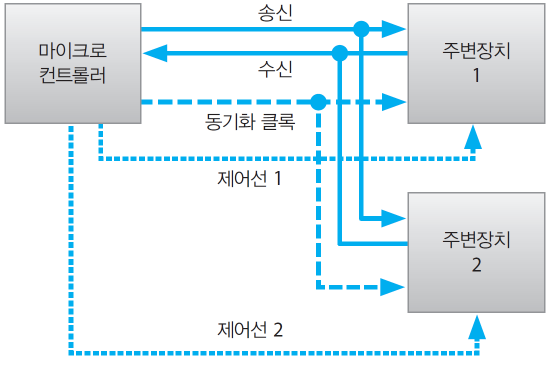 송신
마이크로
컨트롤러
주변장치
1
수신
동기화 클록
제어선 1
주변장치
2
제어선 2